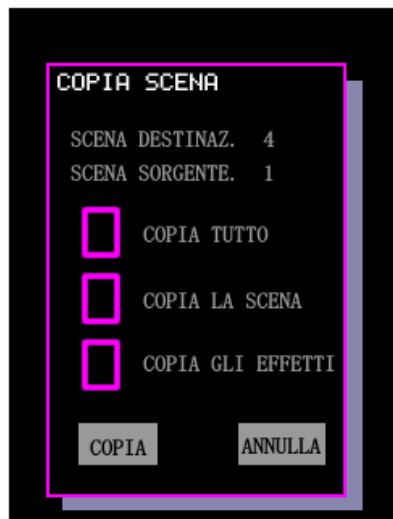 COPIA SCENA
SCENA DESTINAZ. 4
SCENA SORGENTE. 1
COPIA TUTTO
COPIA LA SCENA
COPIA GLI EFFETTI
COPIA ANNULLA